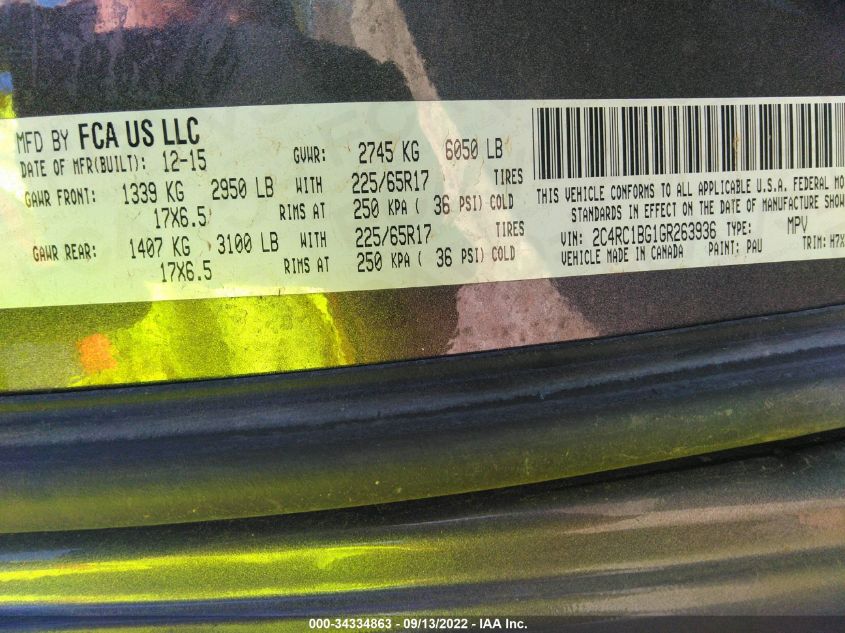 MFD BY FCA US LLC
DATE OF MFR(BUILT): 12-15 GVWR: 2745 KG 6050 LB
GAWR FRONT: 1339 KG 2950 LB WITH 225/65R17 TIRES
17X6.5 RIMS AT 250 KPA ( 36 PSI) COLD
GAWR REAR: 1407 KG 3100 LB WITH 225/65R17 TIRES
17X6.5 RIMS AT 250 KPA ( 36 PSI) COLD
THIS VEHICLE CONFORMS TO ALL APPLICABLE U.S.A. FEDERAL MO
STANDARDS IN EFFECT ON THE DATE OF MANUFACTURE SHOW
VIN: 2C4RC1BG1GR263936 TYPE: MPV
VEHICLE MADE IN CANADA PAINT: PAU TRIM: H7X
000-34334863 - 09/13/2022 - IAA Inc.